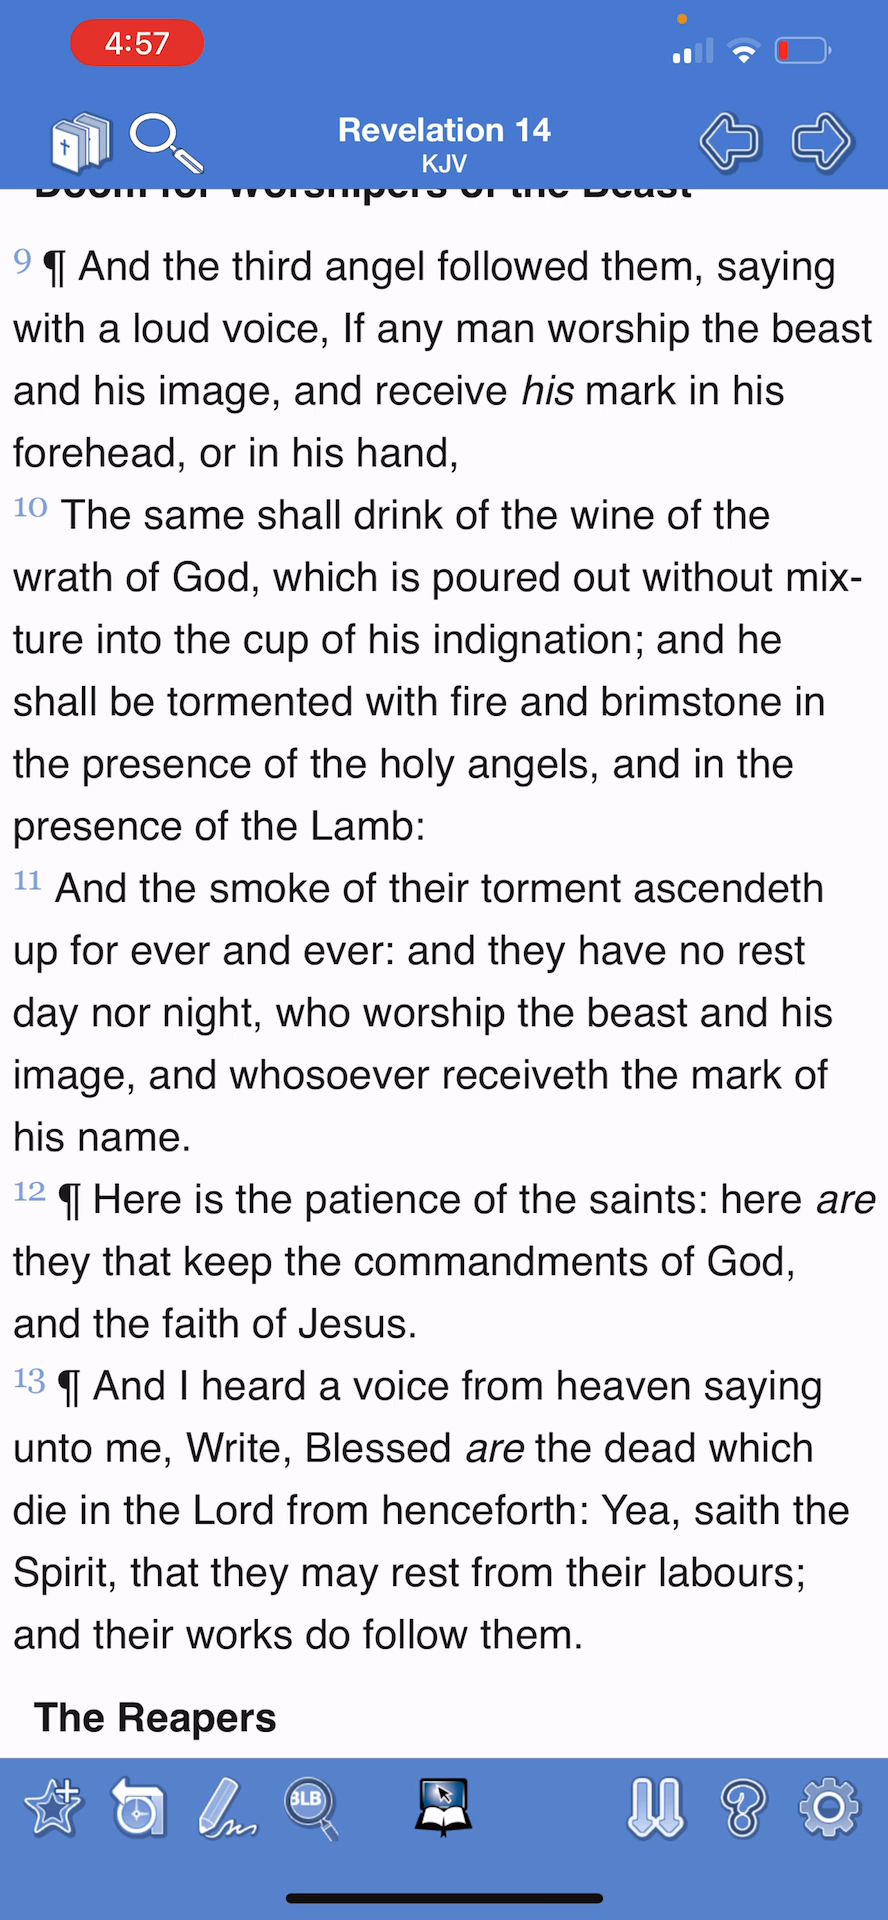 4:57
Revelation 14
KJV
Doom for Worshipers of the Beast
9 ¶ And the third angel followed them, saying
with a loud voice, If any man worship the beast
and his image, and receive his mark in his
forehead, or in his hand,
10 The same shall drink of the wine of the
wrath of God, which is poured out without mix-
ture into the cup of his indignation; and he
shall be tormented with fire and brimstone in
the presence of the holy angels, and in the
presence of the Lamb:
11 And the smoke of their torment ascendeth
up for ever and ever: and they have no rest
day nor night, who worship the beast and his
image, and whosoever receiveth the mark of
his name.
12 ¶ Here is the patience of the saints: here are
they that keep the commandments of God,
and the faith of Jesus.
13 ¶ And I heard a voice from heaven saying
unto me, Write, Blessed are the dead which
die in the Lord from henceforth: Yea, saith the
Spirit, that they may rest from their labours;
and their works do follow them.
The Reapers
BLB